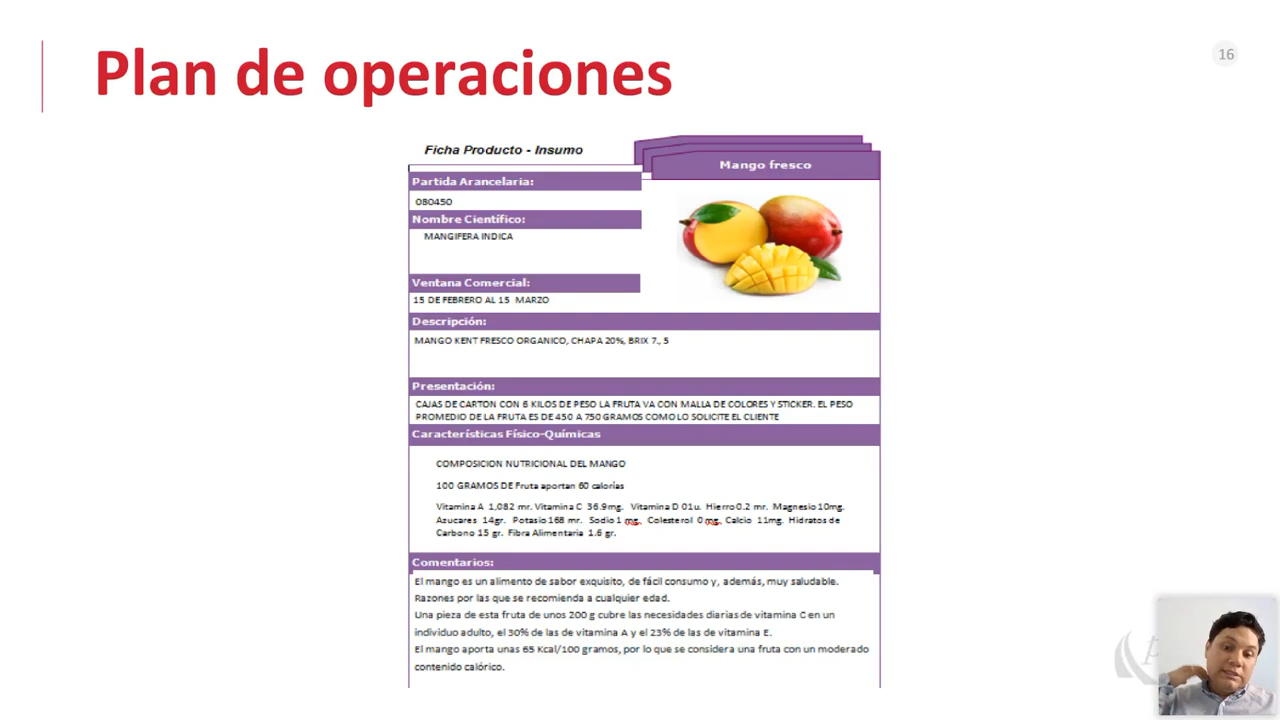 Plan de operaciones
16
Ficha Producto - Insumo
Mango fresco
Partida Arancelaria:
080450
Nombre Científico:
MANGIFERA INDICA
Ventana Comercial:
15 DE FEBRERO AL 15 MARZO
Descripción:
MANGO KENT FRESCO ORGANICO, CHAPA 20%, BRIX 7., 5
Presentación:
CAJAS DE CARTON CON 6 KILOS DE PESO LA FRUTA VA CON MALLA DE COLORES Y STICKER. EL PESO
PROMEDIO DE LA FRUTA ES DE 450 A 750 GRAMOS COMO LO SOLICITE EL CLIENTE
Características Físico-Químicas
COMPOSICION NUTRICIONAL DEL MANGO
100 GRAMOS DE Fruta aportan 60 calorías
Vitamina A 1,082 mr. Vitamina C 36.9mg. Vitamina D 01u. Hierro 0.2 mr. Magnesio 10mg.
Azucares 14gr. Potasio 168 mr. Sodio 1 mg. Colesterol 0 mg. Calcio 11mg. Hidratos de
Carbono 15 gr. Fibra Alimentaria 1.6 gr.
Comentarios:
El mango es un alimento de sabor exquisito, de fácil consumo y, además, muy saludable.
Razones por las que se recomienda a cualquier edad.
Una pieza de esta fruta de unos 200 g cubre las necesidades diarias de vitamina C en un
individuo adulto, el 30% de las de vitamina A y el 23% de las de vitamina E.
El mango aporta unas 65 Kcal/100 gramos, por lo que se considera una fruta con un moderado
contenido calórico.